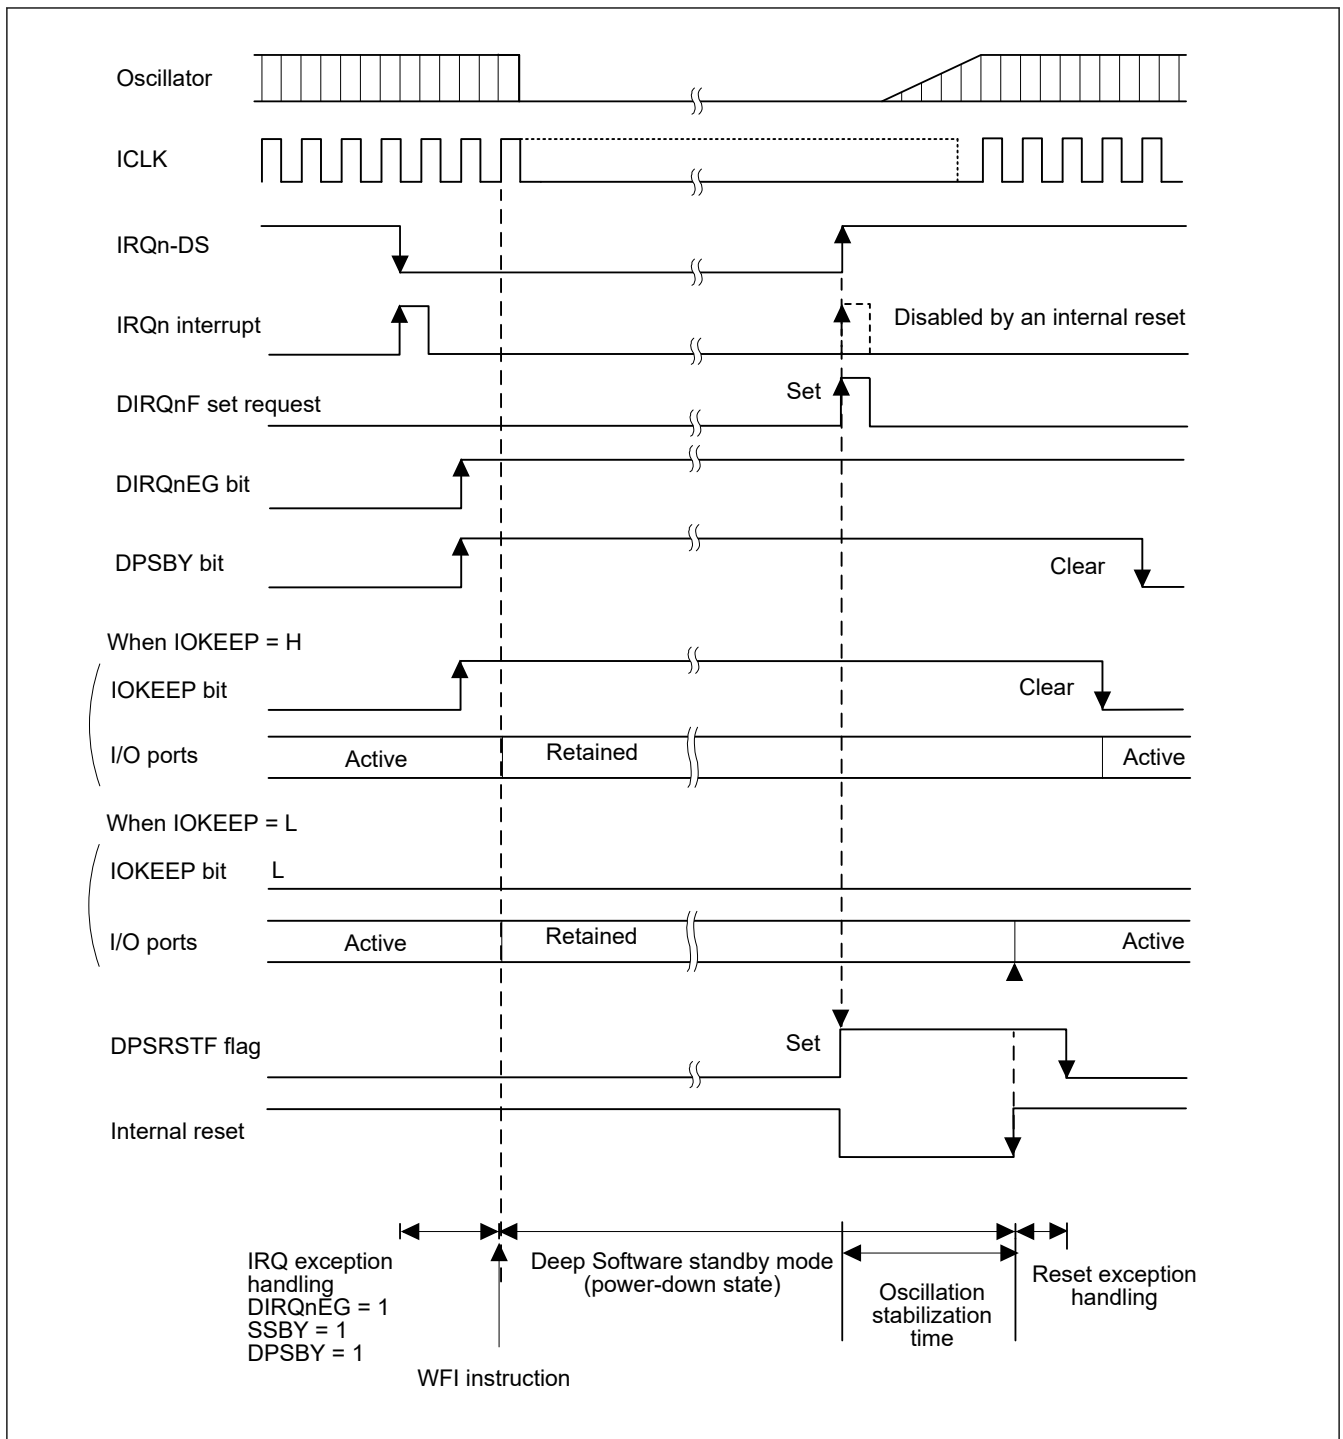 Oscillator
ICLK
IRQn-DS
IRQn interrupt
Disabled by an internal reset
Set
DIRQnF set request
DIRQnEG bit
DPSBY bit
Clear
When IOKEEP = H
IOKEEP bit
Clear
I/O ports
Active
Retained
Active
When IOKEEP = L
IOKEEP bit
L
I/O ports
Active
Retained
Active
DPSRSTF flag
Set
Internal reset
IRQ exception
handling
DIRQnEG = 1
SSBY = 1
DPSBY = 1
WFI instruction
Deep Software standby mode
(power-down state)
Oscillation
stabilization
time
Reset exception
handling